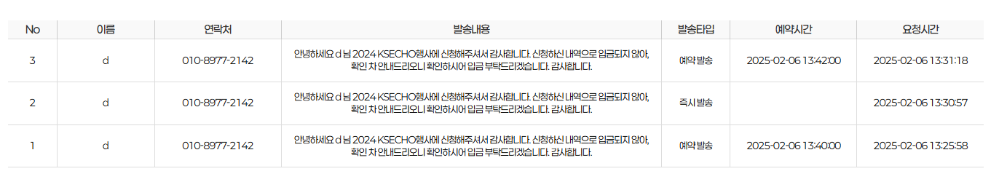 No 이름 연락처 발송내용 발송타입 예약시간 요청시간
3 d 010-8977-2142 안녕하세요 d 님 2024 KSECHO행사에 신청해주셔서 감사합니다. 신청하신 내역으로 입금되지 않아, 예약 발송 2025-02-06 13:42:00 2025-02-06 13:31:18
확인 차 안내드리오니 확인하시어 입금 부탁드리겠습니다. 감사합니다.
2 d 010-8977-2142 안녕하세요 d 님 2024 KSECHO행사에 신청해주셔서 감사합니다. 신청하신 내역으로 입금되지 않아, 즉시 발송 2025-02-06 13:30:57
확인 차 안내드리오니 확인하시어 입금 부탁드리겠습니다. 감사합니다.
1 d 010-8977-2142 안녕하세요 d 님 2024 KSECHO행사에 신청해주셔서 감사합니다. 신청하신 내역으로 입금되지 않아, 예약 발송 2025-02-06 13:40:00 2025-02-06 13:25:58
확인 차 안내드리오니 확인하시어 입금 부탁드리겠습니다. 감사합니다.